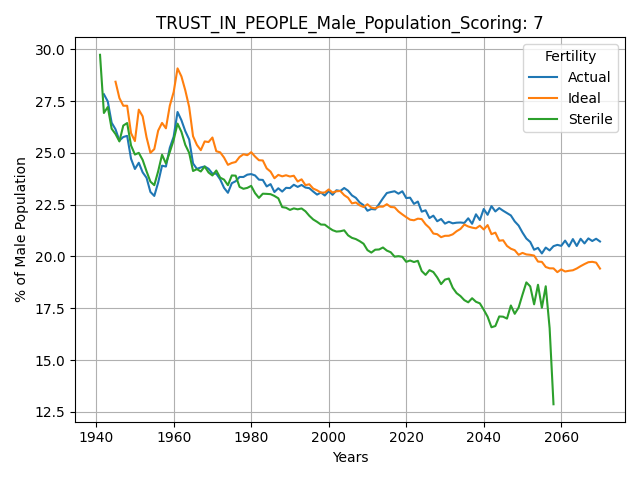 TRUST_IN_PEOPLE_Male_Population_Scoring: 7
Fertility
Actual
Ideal
Sterile
% of Male Population
30.0
27.5
25.0
22.5
20.0
17.5
15.0
12.5
1940 1960 1980 2000 2020 2040 2060
Years